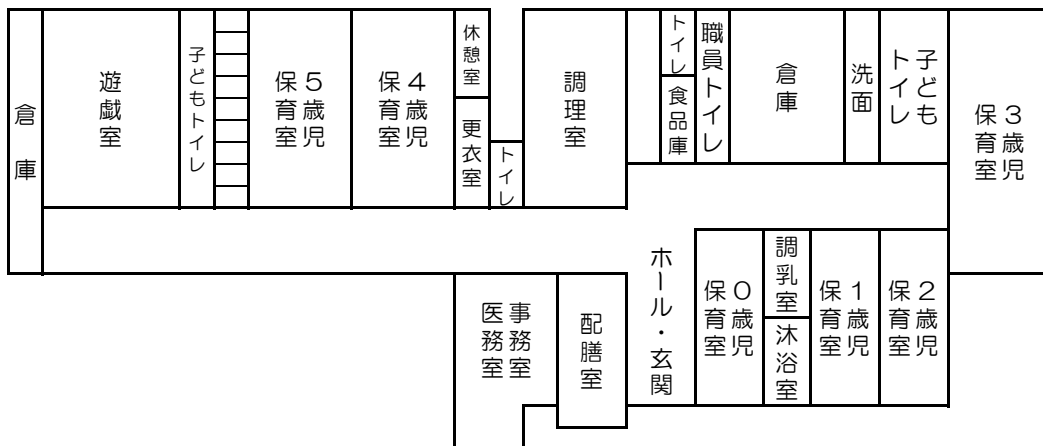 倉庫
遊戯室
子どもトイレ
5歳児
保育室
4歳児
保育室
休憩室
更衣室
トイレ
調理室
トイレ
食品庫
職員トイレ
倉庫
洗面
子ども
トイレ
3歳児
保育室
事務室
医務室
配膳室
ホール・玄関
0歳児
保育室
調乳室
沐浴室
1歳児
保育室
2歳児
保育室